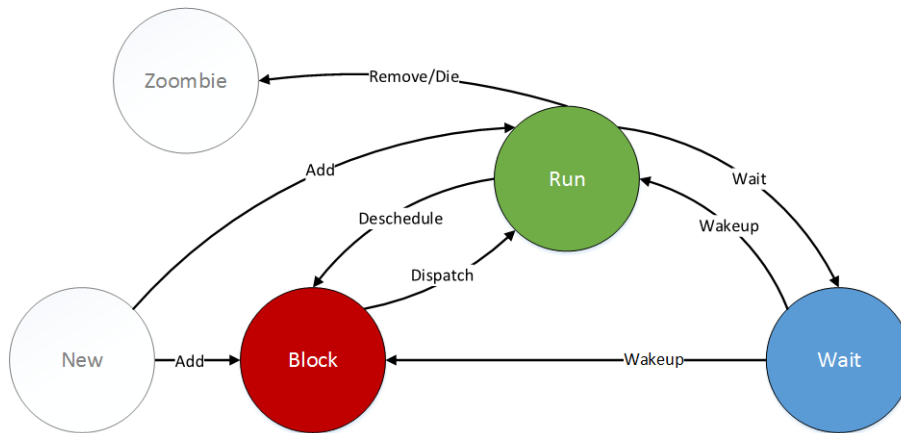 Zoombie
Remove/Die
Run
Add
Wait
Wakeup
Deschedule
Dispatch
New
Add
Block
Wakeup
Wait